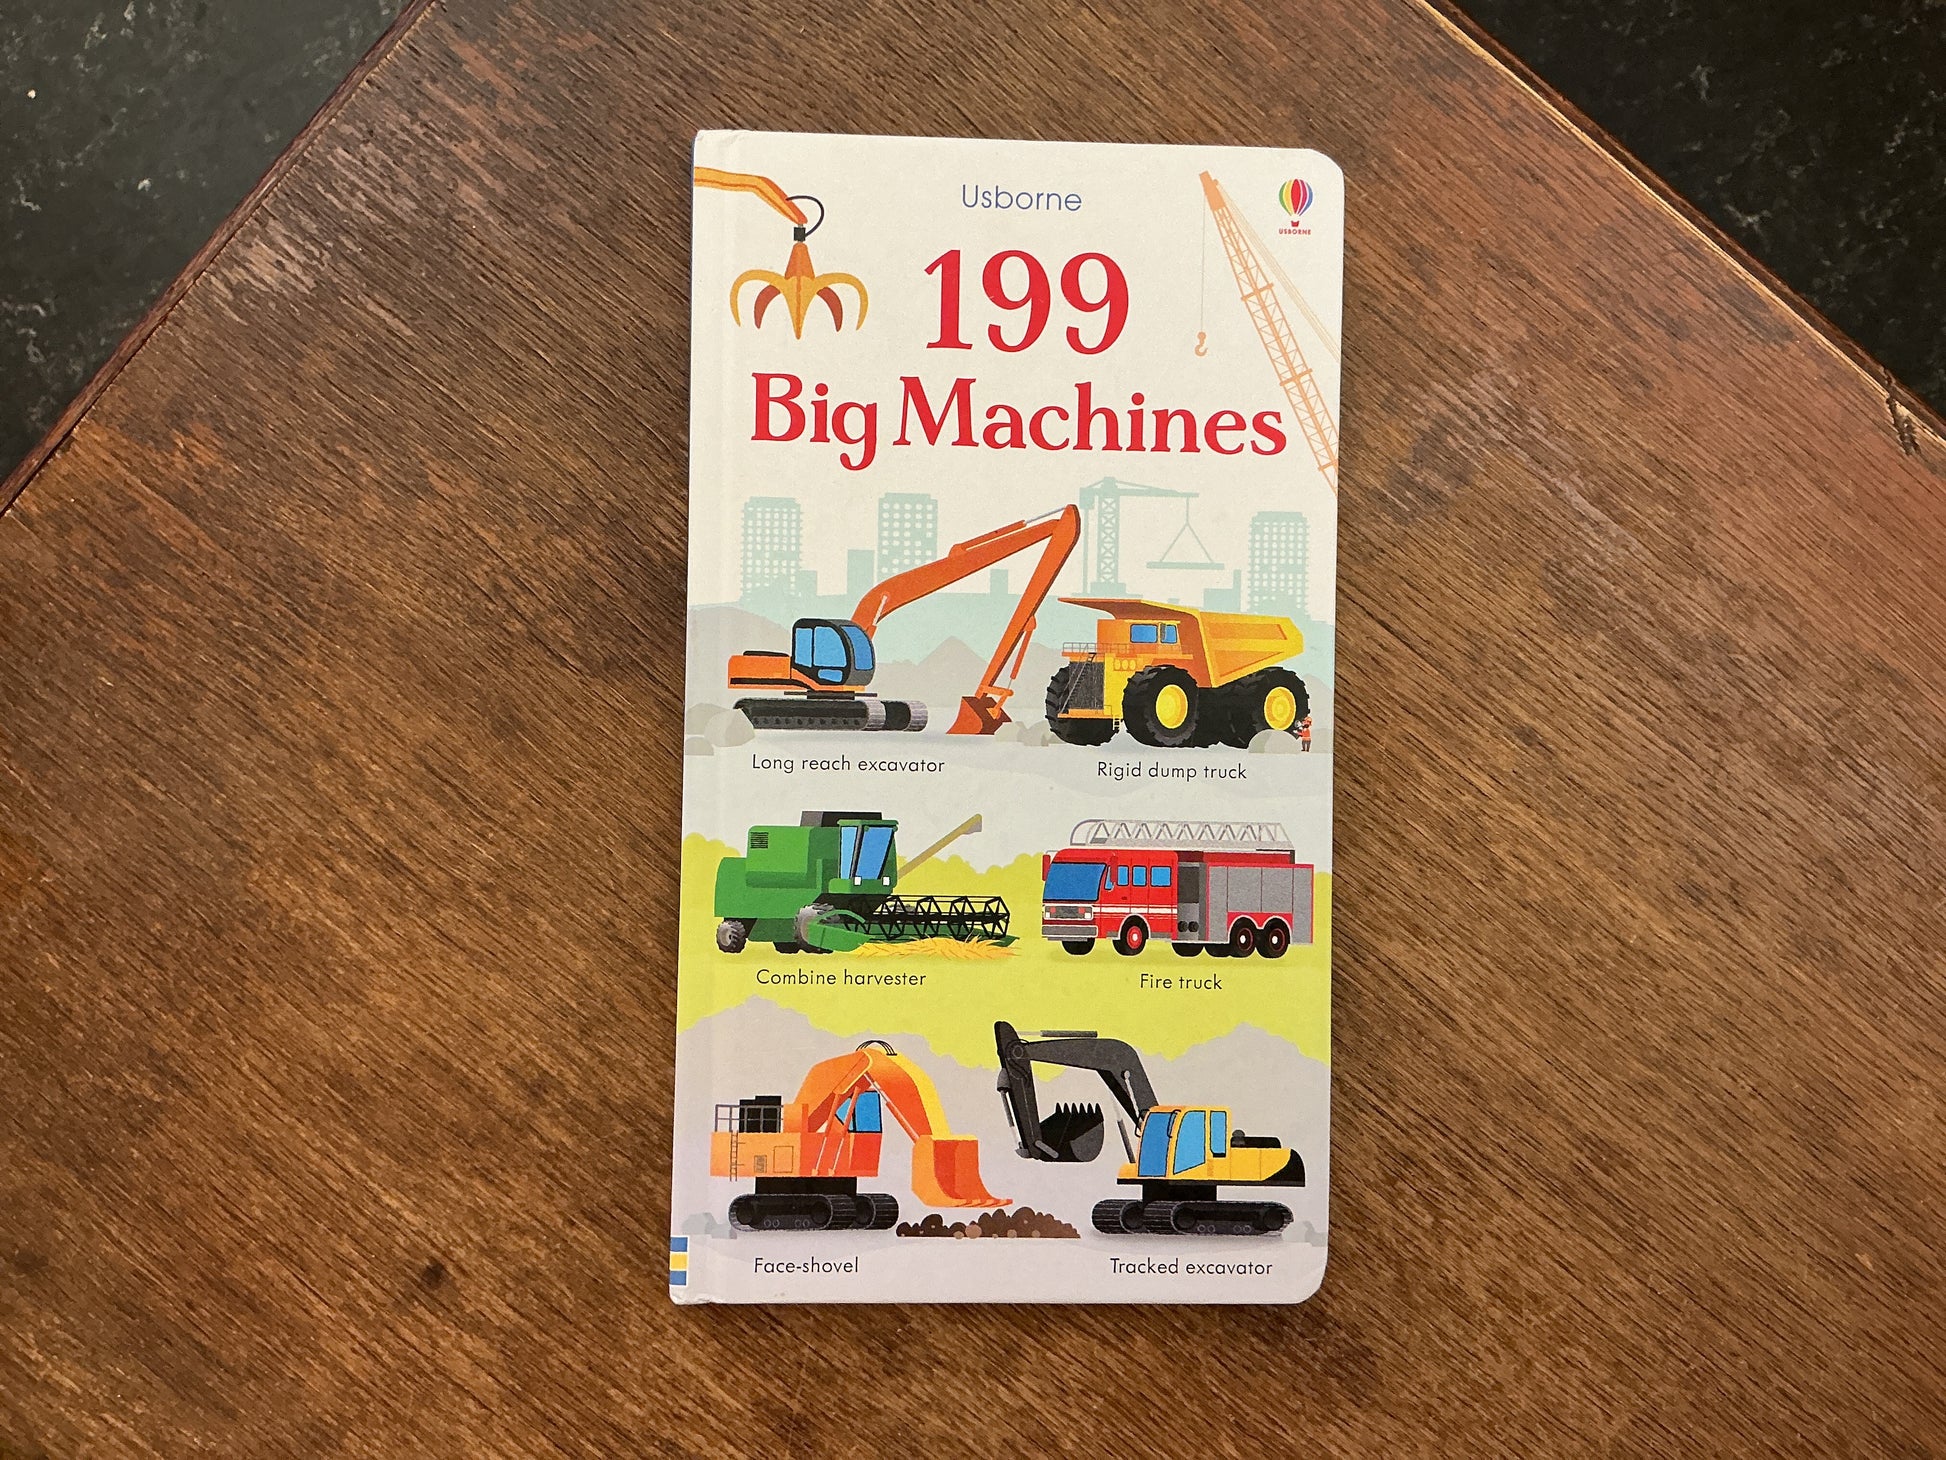 Usborne
USBORNE
199
Big Machines
Long reach excavator
Rigid dump truck
Combine harvester
Fire truck
Face-shovel
Tracked excavator